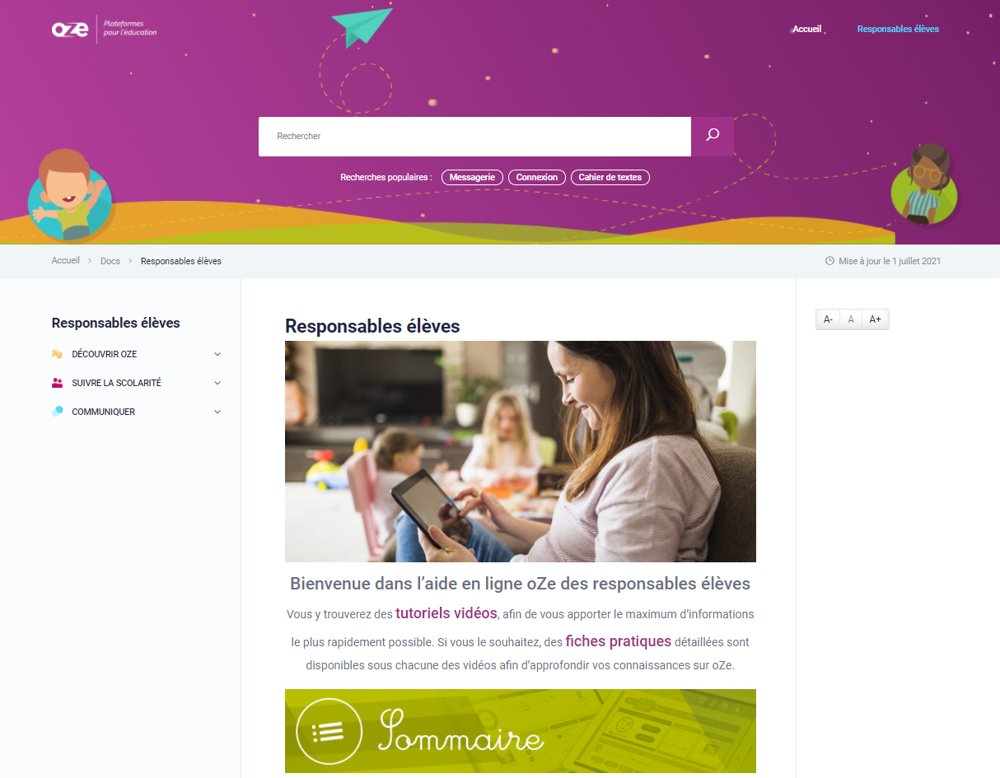 oze Plateformes
pour l'éducation
Accueil
Responsables élèves
Rechercher
Recherches populaires : Messagerie Connexion Cahier de textes
Accueil > Docs > Responsables élèves
Mise à jour le 1 juillet 2021
Responsables élèves
DÉCOUVRIR OZE
SUIVRE LA SCOLARITÉ
COMMUNIQUER
Responsables élèves
A- A A+
Bienvenue dans l’aide en ligne oZe des responsables élèves
Vous y trouverez des tutoriels vidéos, afin de vous apporter le maximum d’informations
le plus rapidement possible. Si vous le souhaitez, des fiches pratiques détaillées sont
disponibles sous chacune des vidéos afin d’approfondir vos connaissances sur oZe.
Sommaire